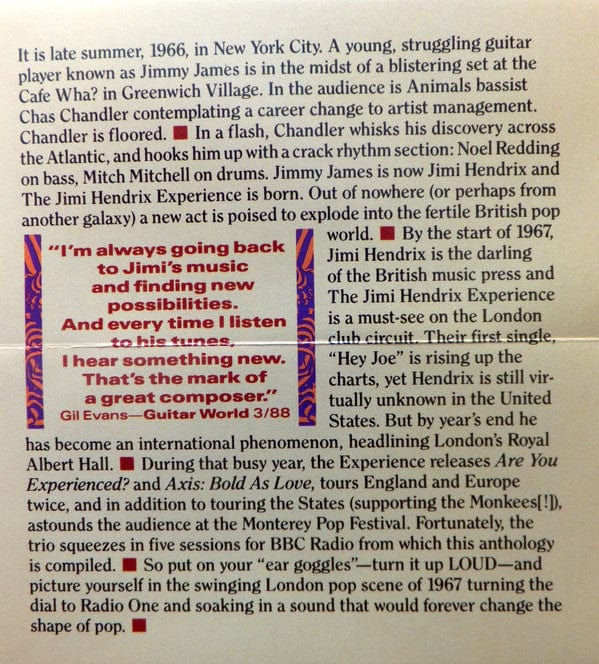 It is late summer, 1966, in New York City. A young, struggling guitar
player known as Jimmy James is in the midst of a blistering set at the
Cafe Wha? in Greenwich Village. In the audience is Animals bassist
Chas Chandler contemplating a career change to artist management.
Chandler is floored. ■ In a flash, Chandler whisks his discovery across
the Atlantic, and hooks him up with a crack rhythm section: Noel Redding
on bass, Mitch Mitchell on drums. Jimmy James is now Jimi Hendrix and
The Jimi Hendrix Experience is born. Out of nowhere (or perhaps from
another galaxy) a new act is poised to explode into the fertile British pop
world. ■ By the start of 1967,
Jimi Hendrix is the darling
of the British music press and
The Jimi Hendrix Experience
is a must-see on the London
club circuit. Their first single,
"Hey Joe" is rising up the
charts, yet Hendrix is still vir-
tually unknown in the United
States. But by year's end he
"I'm always going back
to Jimi's music
and finding new
possibilities.
And every time I listen
to his tunes,
I hear something new.
That's the mark of
a great composer."
Gil Evans—Guitar World 3/88
has become an international phenomenon, headlining London's Royal
Albert Hall. ■ During that busy year, the Experience releases Are You
Experienced? and Axis: Bold As Love, tours England and Europe
twice, and in addition to touring the States (supporting the Monkees[!]),
astounds the audience at the Monterey Pop Festival. Fortunately, the
trio squeezes in five sessions for BBC Radio from which this anthology
is compiled. ■ So put on your "ear goggles"—turn it up LOUD—and
picture yourself in the swinging London pop scene of 1967 turning the
dial to Radio One and soaking in a sound that would forever change the
shape of pop. ■